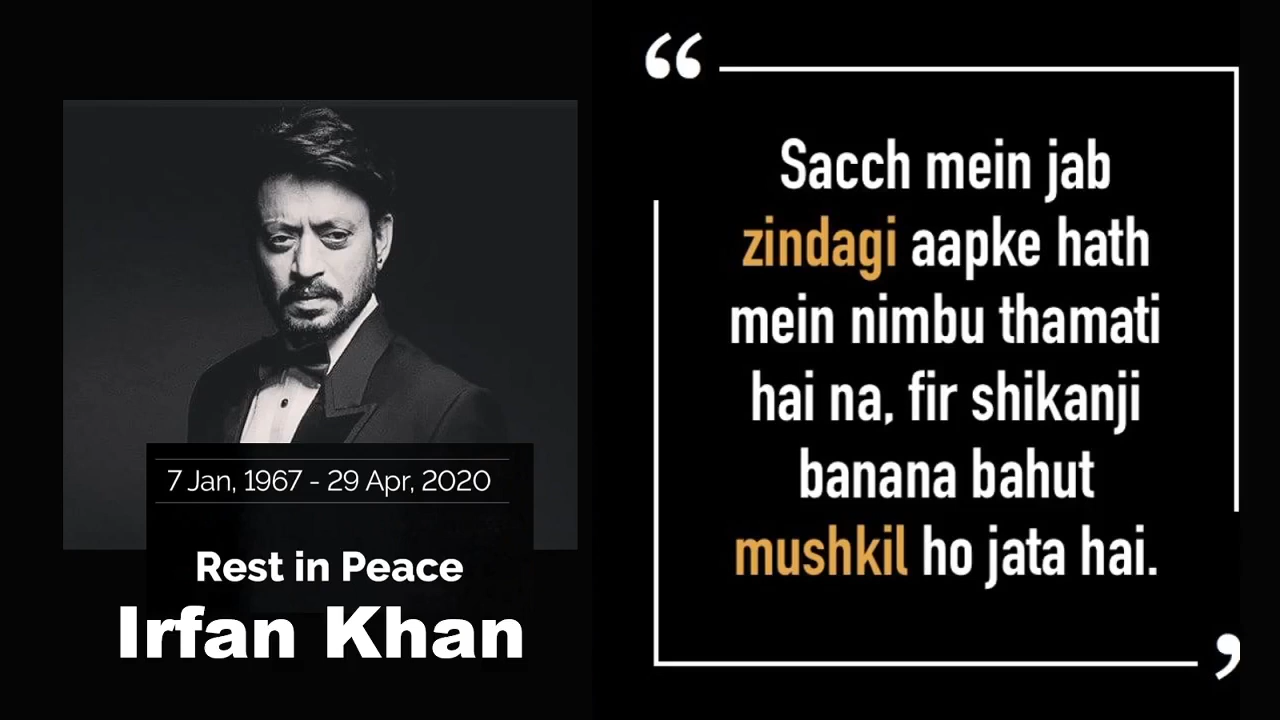 7 Jan, 1967 - 29 Apr, 2020
Rest in Peace
Irfan Khan
“
Sacch mein jab
zindagi aapke hath
mein nimbu thamati
hai na, fir shikanji
banana bahut
mushkil ho jata hai.
’